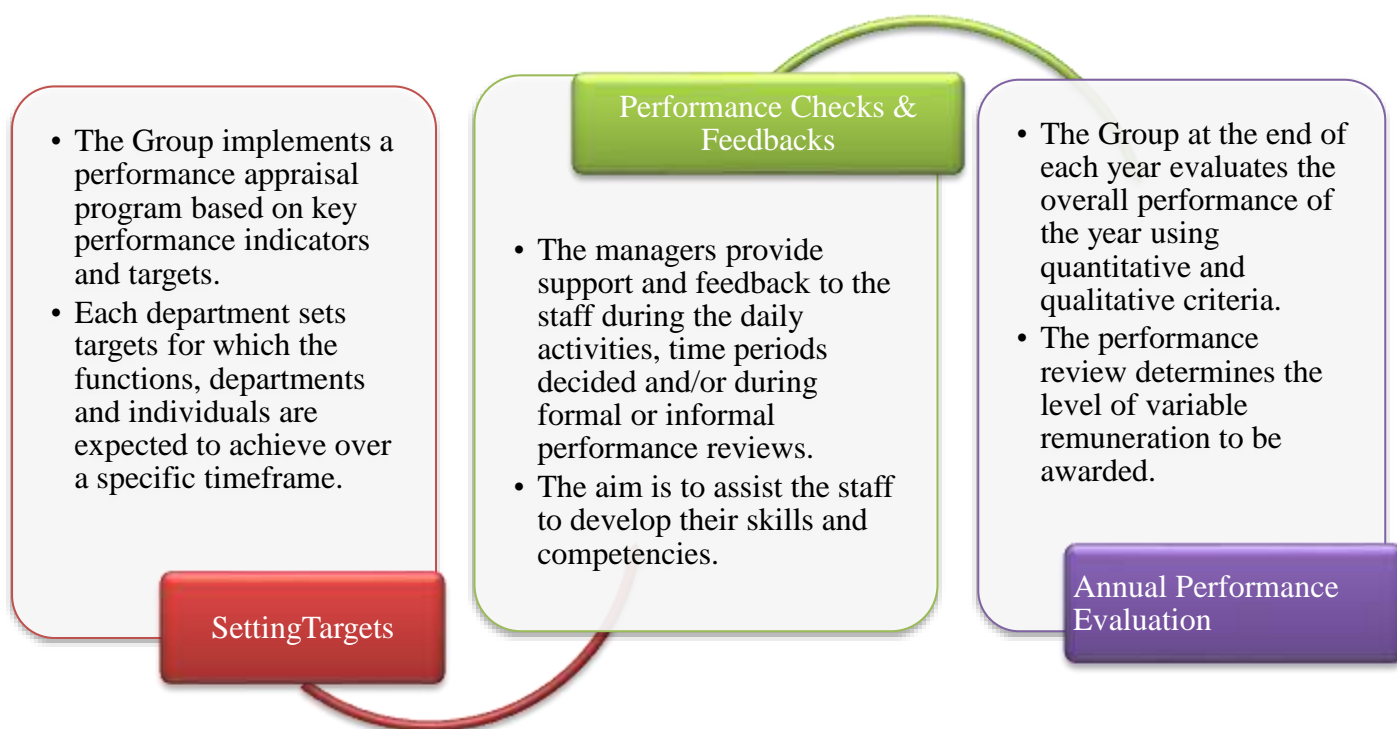 • The Group implements a
performance appraisal
program based on key
performance indicators
and targets.
• Each department sets
targets for which the
functions, departments
and individuals are
expected to achieve over
a specific timeframe.
SettingTargets
Performance Checks &
Feedbacks
• The managers provide
support and feedback to the
staff during the daily
activities, time periods
decided and/or during
formal or informal
performance reviews.
• The aim is to assist the staff
to develop their skills and
competencies.
• The Group at the end of
each year evaluates the
overall performance of
the year using
quantitative and
qualitative criteria.
• The performance
review determines the
level of variable
remuneration to be
awarded.
Annual Performance
Evaluation